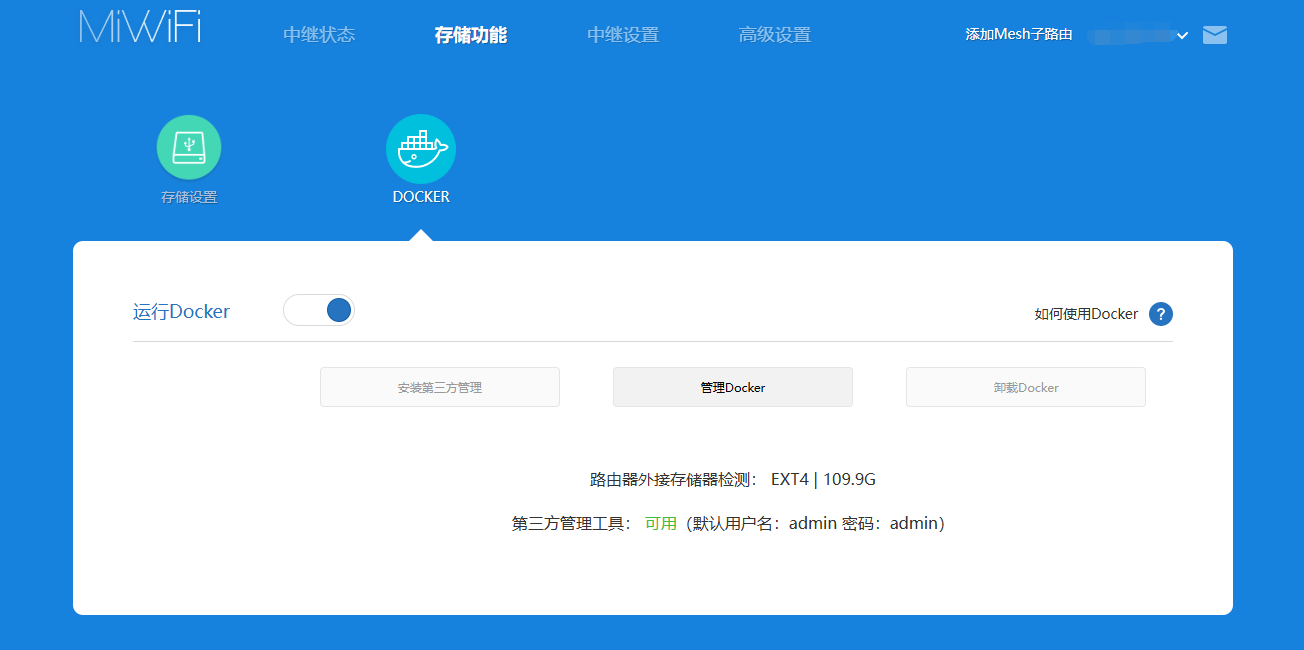 MiWiFi
中继状态
存储功能
中继设置
高级设置
添加Mesh子路由
存储设置
DOCKER
运行Docker
如何使用Docker ?
安装第三方管理
管理Docker
卸载Docker
路由器外接存储器检测： EXT4 | 109.9G
第三方管理工具： 可用（默认用户名：admin 密码：admin）